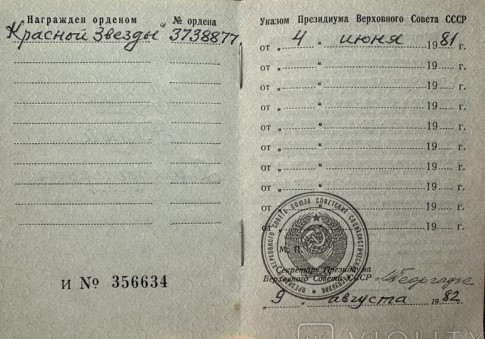 Награжден орденом № ордена
"Красной Звезды" 3738877
И № 356634
Указом Президиума Верховного Совета СССР
от „ 4 " июня 1981 г.
от „ " 19 г.
от „ " 19 г.
от „ " 19 г.
от „ " 19 г.
от „ " 19 г.
от „ " 19 г.
от „ " 19 г.
от „ " 19 г.
от „ " 19 г.
М. П.
Секретарь Президиума
Верховного Совета СССР
9 августа 1982
VIOLITY